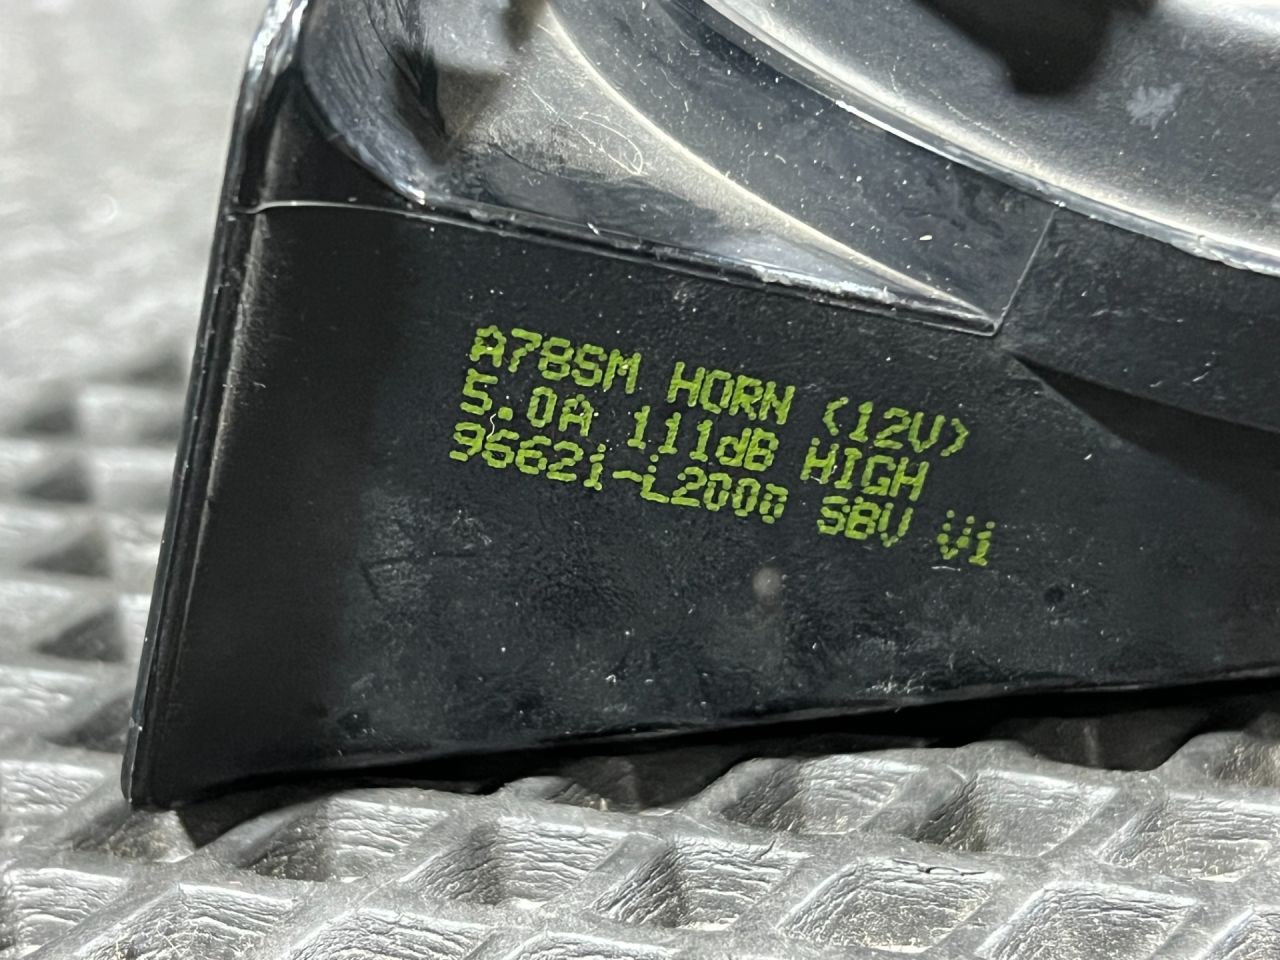 A78SM HORN (12V)
5.0A 111dB HIGH
96621-L2000 SBV V1